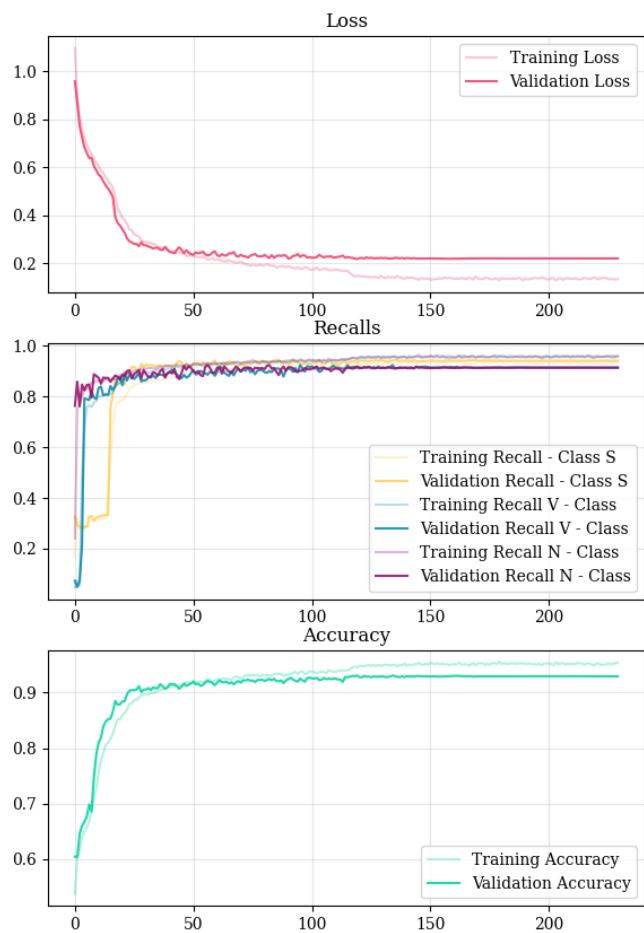 Loss
Training Loss
Validation Loss
1.0
0.8
0.6
0.4
0.2
0
50
100
150
200
Recalls
1.0
0.8
0.6
0.4
0.2
Training Recall - Class S
Validation Recall - Class S
Training Recall V - Class
Validation Recall V - Class
Training Recall N - Class
Validation Recall N - Class
0
50
100
150
200
Accuracy
0.9
0.8
0.7
0.6
Training Accuracy
Validation Accuracy
0
50
100
150
200